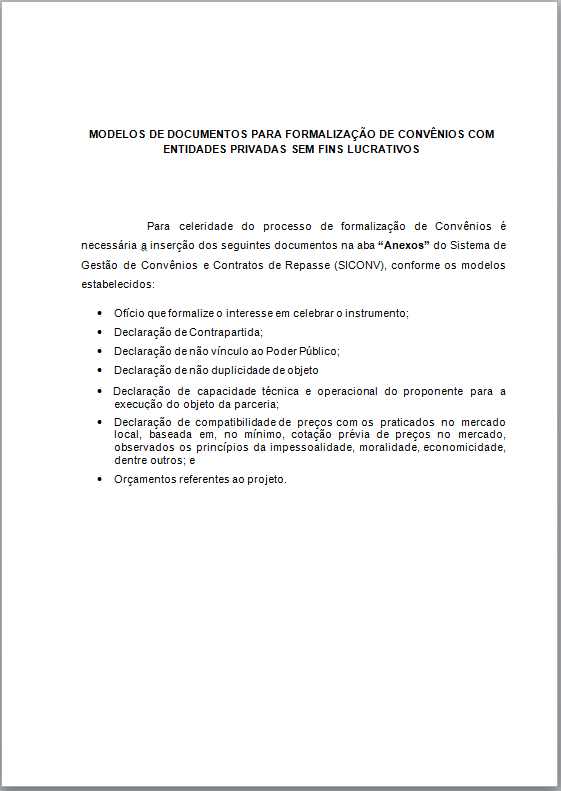 MODELOS DE DOCUMENTOS PARA FORMALIZAÇÃO DE CONVÊNIOS COM
ENTIDADES PRIVADAS SEM FINS LUCRATIVOS
Para celeridade do processo de formalização de Convênios é
necessária a inserção dos seguintes documentos na aba “Anexos” do Sistema de
Gestão de Convênios e Contratos de Repasse (SICONV), conforme os modelos
estabelecidos:
• Ofício que formalize o interesse em celebrar o instrumento;
• Declaração de Contrapartida;
• Declaração de não vínculo ao Poder Público;
• Declaração de não duplicidade de objeto
• Declaração de capacidade técnica e operacional do proponente para a
execução do objeto da parceria;
• Declaração de compatibilidade de preços com os praticados no mercado
local, baseada em, no mínimo, cotação prévia de preços no mercado,
observados os princípios da impessoalidade, moralidade, economicidade,
dentre outros; e
• Orçamentos referentes ao projeto.